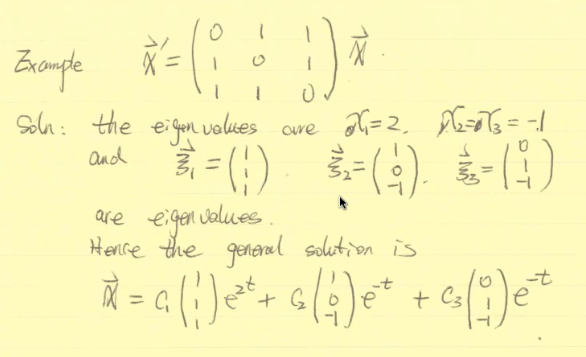 Example $\vec{x}' = \begin{pmatrix} 0 & 1 & 1 \\ 1 & 0 & 1 \\ 1 & 1 & 0 \end{pmatrix} \vec{x}$.
Soln: the eigenvalues are $r_1 = 2$, $r_2 = r_3 = -1$
and $\vec{\xi}_1 = \begin{pmatrix} 1 \\ 1 \\ 1 \end{pmatrix}$. $\vec{\xi}_2 = \begin{pmatrix} 1 \\ 0 \\ -1 \end{pmatrix}$. $\vec{\xi}_3 = \begin{pmatrix} 0 \\ 1 \\ -1 \end{pmatrix}$
are eigenvalues.
Hence the general solution is
$\vec{x} = c_1 \begin{pmatrix} 1 \\ 1 \\ 1 \end{pmatrix} e^{2t} + c_2 \begin{pmatrix} 1 \\ 0 \\ -1 \end{pmatrix} e^{-t} + c_3 \begin{pmatrix} 0 \\ 1 \\ -1 \end{pmatrix} e^{-t}$.